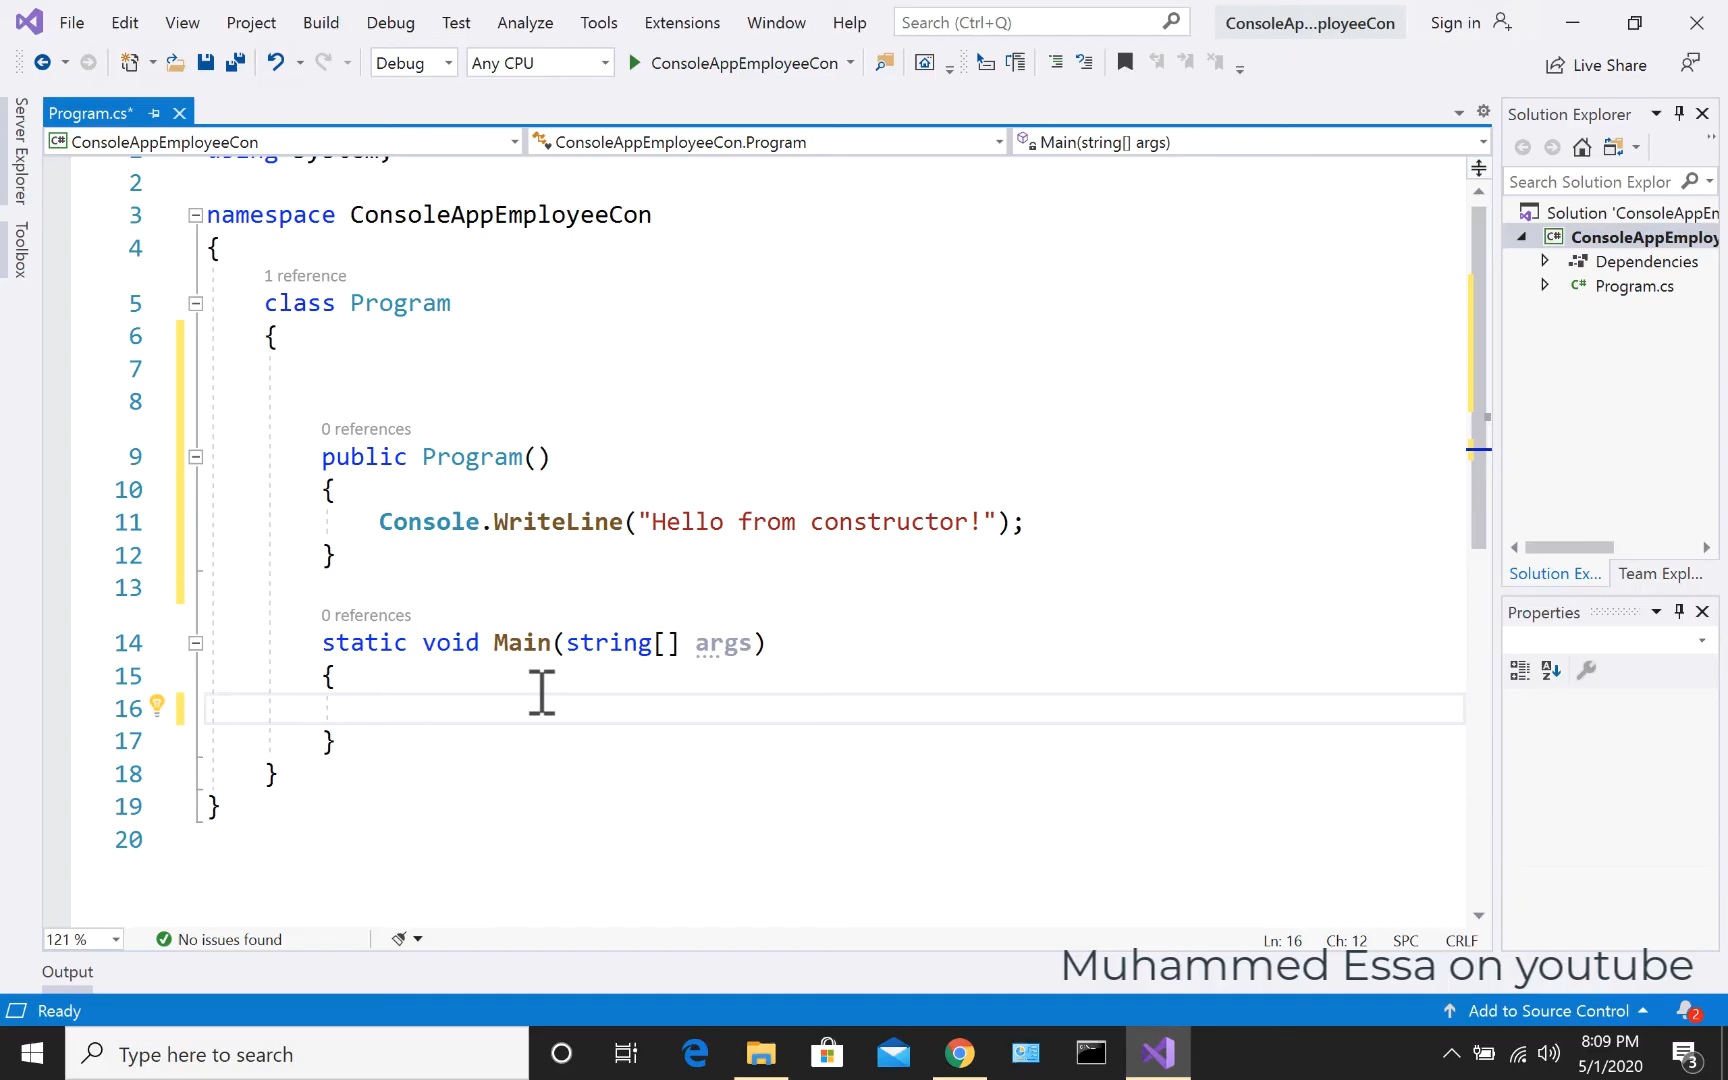 File Edit View Project Build Debug Test Analyze Tools Extensions Window Help Search (Ctrl+Q) ConsoleAp...ployeeCon Sign in
Debug Any CPU ConsoleAppEmployeeCon Live Share
Server Explorer
Toolbox
Program.cs*
ConsoleAppEmployeeCon ConsoleAppEmployeeCon.Program Main(string[] args)
2
3 namespace ConsoleAppEmployeeCon
4 {
1 reference
5 class Program
6 {
7
8
0 references
9 public Program()
10 {
11 Console.WriteLine("Hello from constructor!");
12 }
13
0 references
14 static void Main(string[] args)
15 {
16
17 }
18 }
19 }
20
121 % No issues found Ln: 16 Ch: 12 SPC CRLF
Solution Explorer
Search Solution Explor
Solution 'ConsoleAppEn
C# ConsoleAppEmploy
Dependencies
C# Program.cs
Solution Ex... Team Expl...
Properties
Output
Muhammed Essa on youtube
Ready Add to Source Control 2
Type here to search
8:09 PM
5/1/2020
3